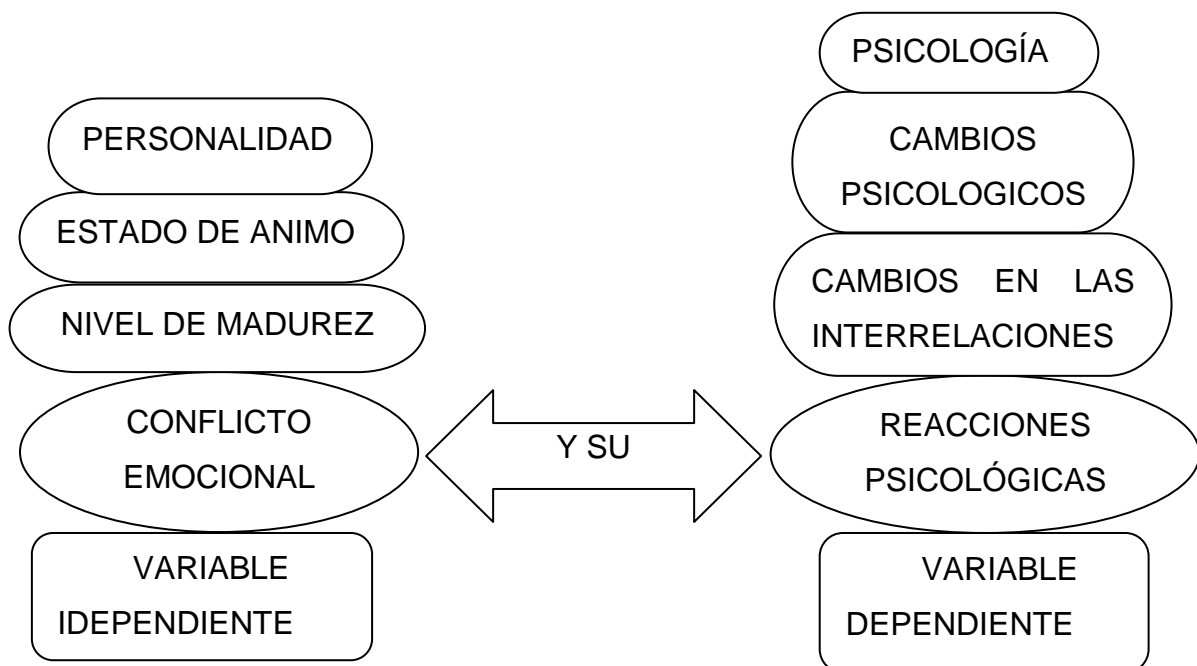 PERSONALIDAD
ESTADO DE ANIMO
NIVEL DE MADUREZ
CONFLICTO
EMOCIONAL
VARIABLE
IDEPENDIENTE
Y SU
PSICOLOGÍA
CAMBIOS
PSICOLOGICOS
CAMBIOS EN LAS
INTERRELACIONES
REACCIONES
PSICOLÓGICAS
VARIABLE
DEPENDIENTE